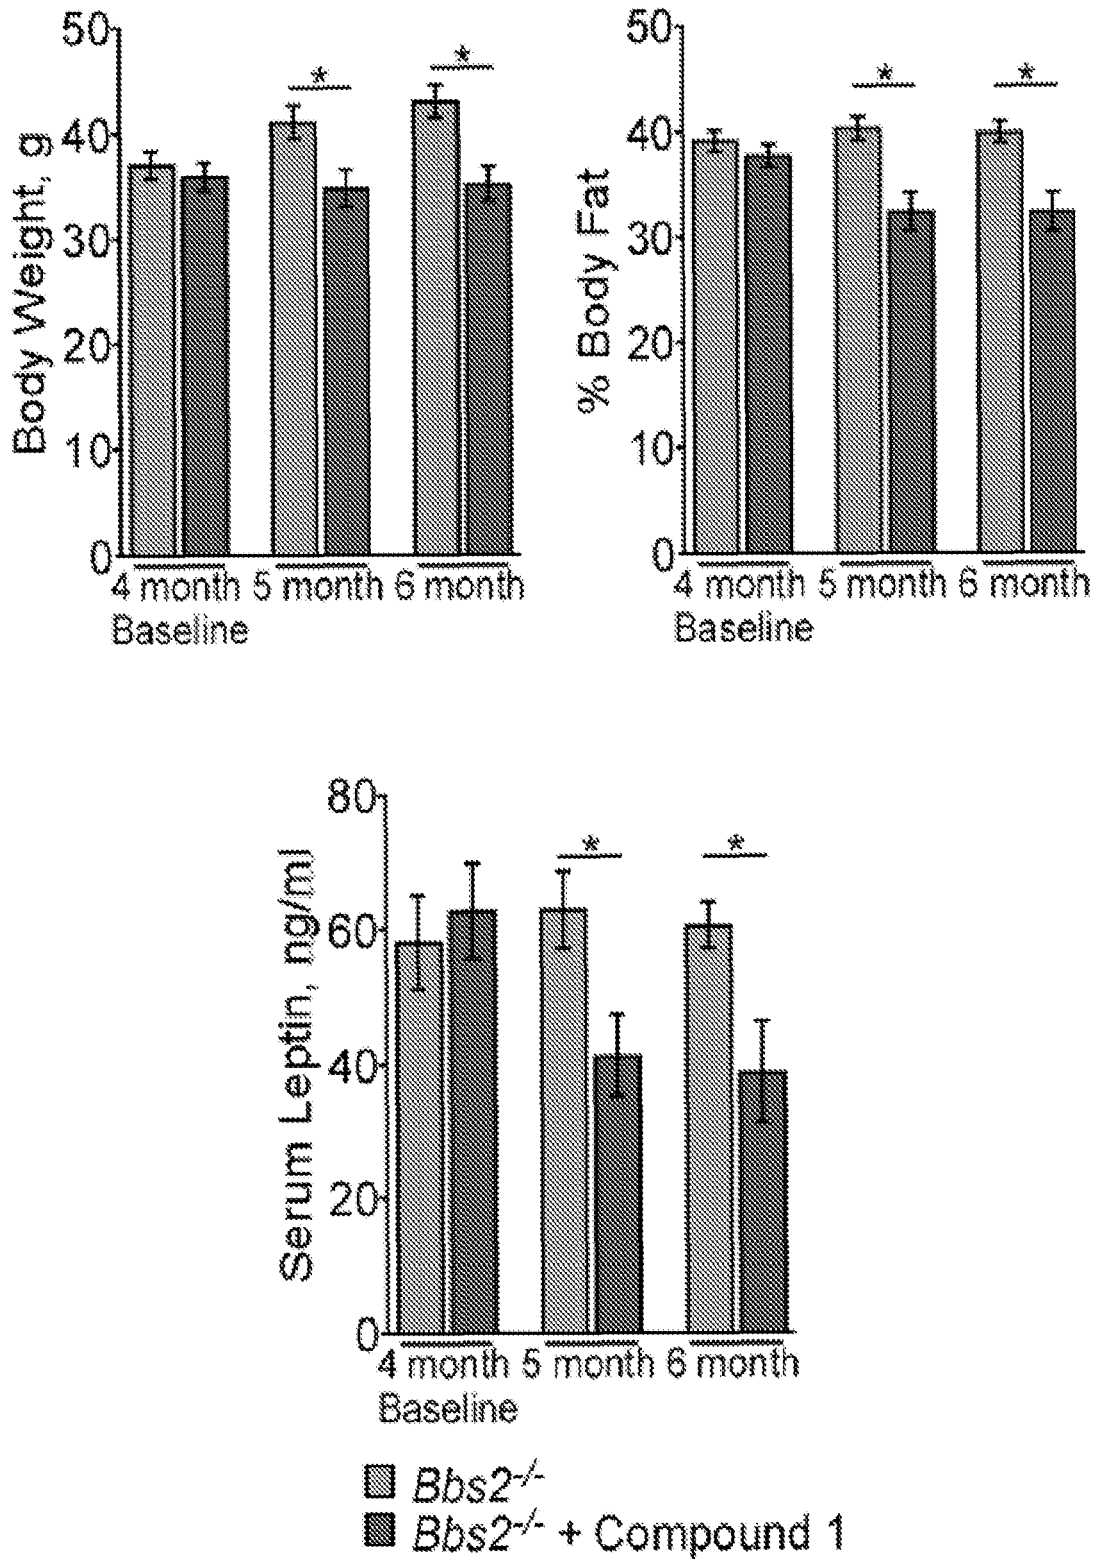 50
40
30
20
10
0
Body Weight, g
*
*
4 month 5 month 6 month
Baseline
50
40
30
20
10
0
% Body Fat
*
*
4 month 5 month 6 month
Baseline
80
60
40
20
0
Serum Leptin, ng/ml
*
*
4 month 5 month 6 month
Baseline
Bbs2-/-
Bbs2-/- + Compound 1